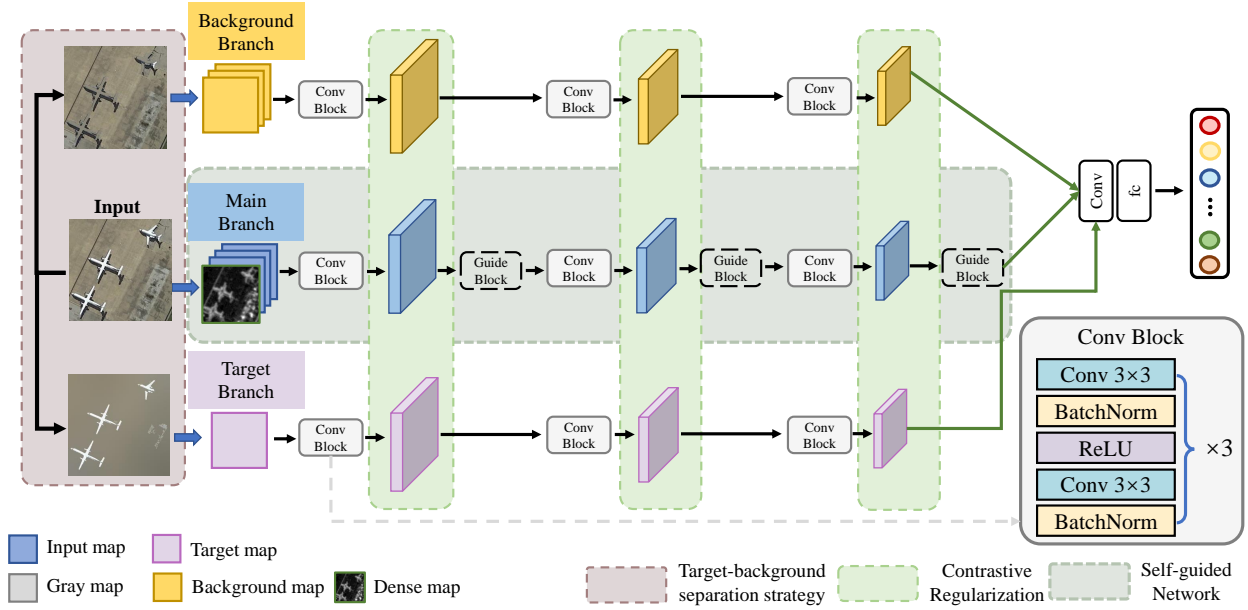 Background
Branch
Conv
Block
Conv
Block
Conv
Block
Input
Main
Branch
Conv
Block
Guide
Block
Conv
Block
Guide
Block
Conv
Block
Guide
Block
Conv
fc
Target
Branch
Conv
Block
Conv
Block
Conv
Block
Conv Block
Conv 3×3
BatchNorm
ReLU
Conv 3×3
BatchNorm
×3
Input map
Target map
Gray map
Background map
Dense map
Target-background
separation strategy
Contrastive
Regularization
Self-guided
Network